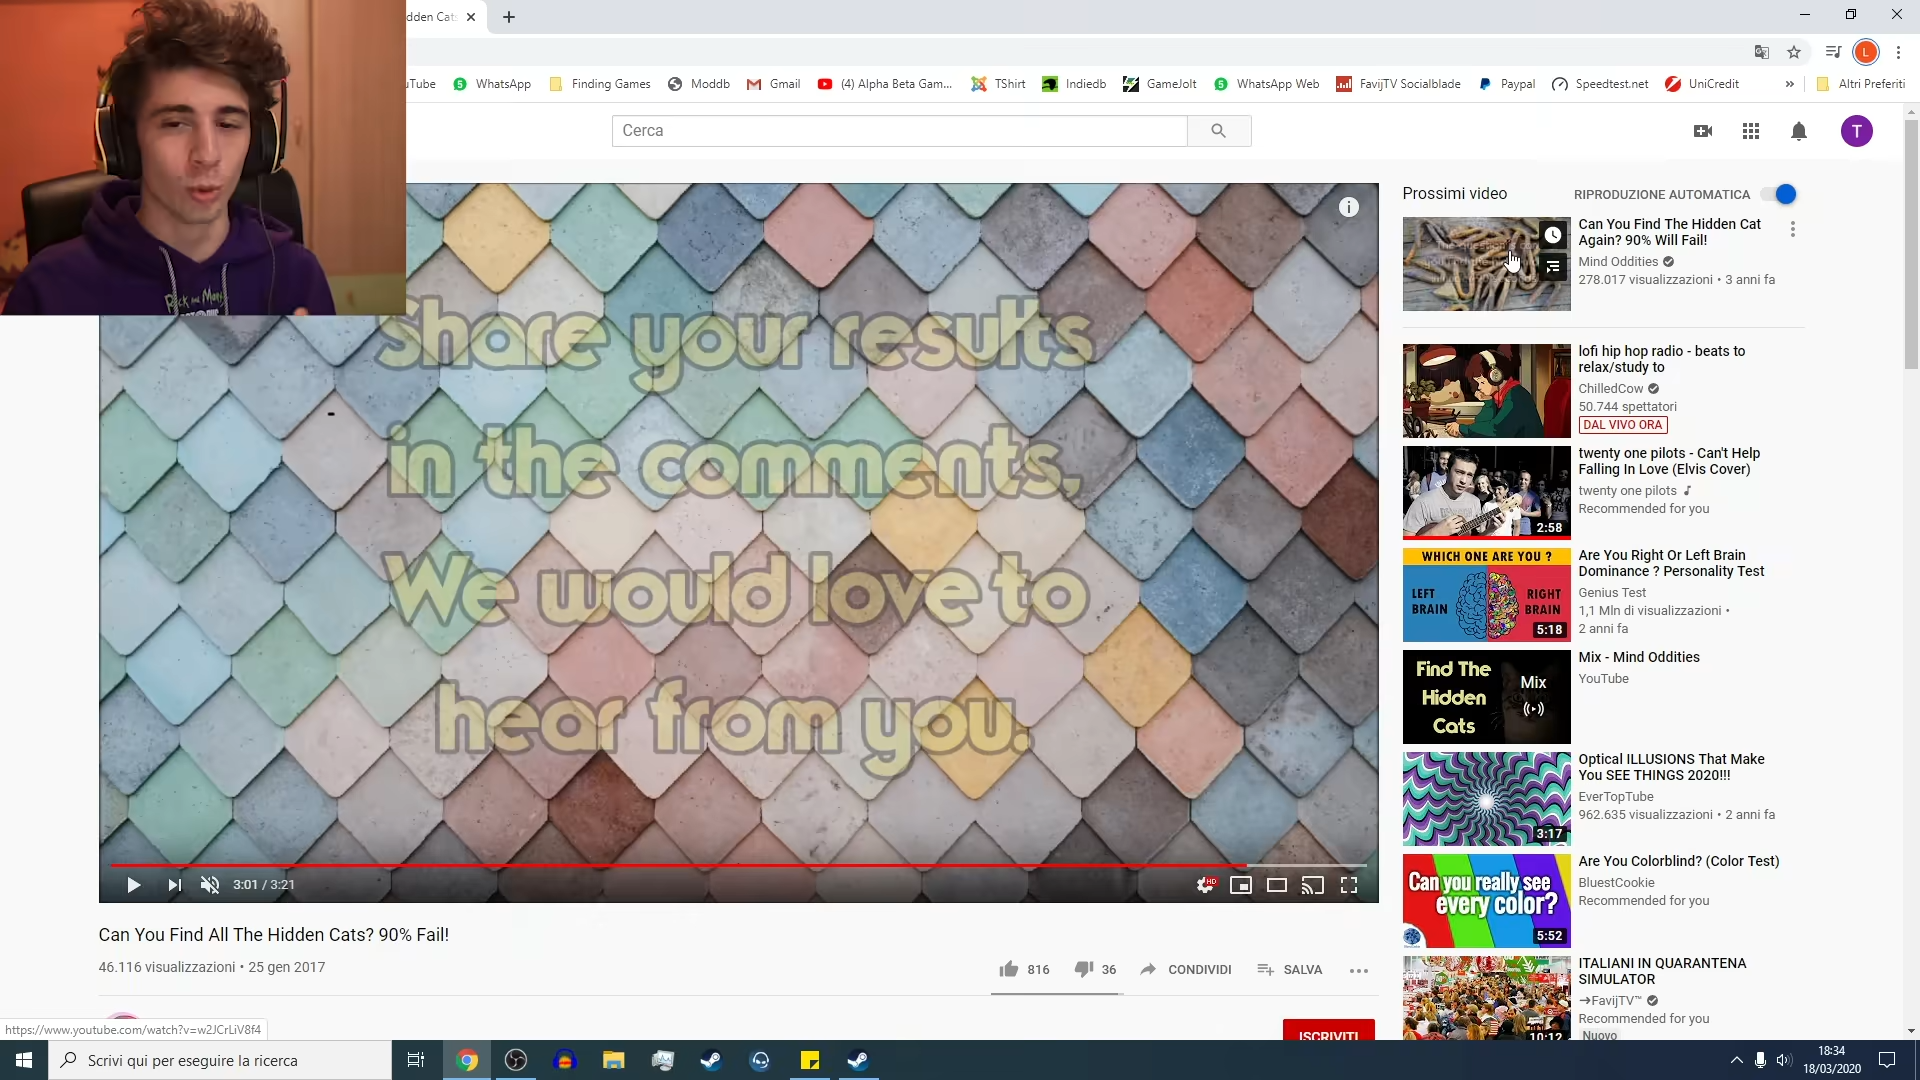 dden Cat
uTube
WhatsApp
Finding Games
Moddb
Gmail
(4) Alpha Beta Gam...
TShirt
Indiedb
GameJolt
WhatsApp Web
FavijTV Socialblade
Paypal
Speedtest.net
UniCredit
Altri Preferiti
L
Cerca
T
Rick and Morty
Share your results
in the comments.
We would love to
hear from you.
3:01 / 3:21
HD
Can You Find All The Hidden Cats? 90% Fail!
46.116 visualizzazioni • 25 gen 2017
816
36
CONDIVIDI
SALVA
ISCRIVITI
Prossimi video
RIPRODUZIONE AUTOMATICA
Can You Find The Hidden Cat
Again? 90% Will Fail!
Mind Oddities
278.017 visualizzazioni • 3 anni fa
lofi hip hop radio - beats to
relax/study to
ChilledCow
50.744 spettatori
DAL VIVO ORA
twenty one pilots - Can't Help
Falling In Love (Elvis Cover)
twenty one pilots
Recommended for you
2:58
WHICH ONE ARE YOU ?
LEFT
BRAIN
RIGHT
BRAIN
5:18
Are You Right Or Left Brain
Dominance ? Personality Test
Genius Test
1,1 Mln di visualizzazioni •
2 anni fa
Find The
Hidden
Cats
Mix
Mix - Mind Oddities
YouTube
3:17
Optical ILLUSIONS That Make
You SEE THINGS 2020!!!
EverTopTube
962.635 visualizzazioni • 2 anni fa
Can you really see
every color?
5:52
Are You Colorblind? (Color Test)
BluestCookie
Recommended for you
10:12
ITALIANI IN QUARANTENA
SIMULATOR
➔FavijTV™
Recommended for you
Nuovo
https://www.youtube.com/watch?v=w2JCrLiV8f4
Scrivi qui per eseguire la ricerca
18:34
18/03/2020